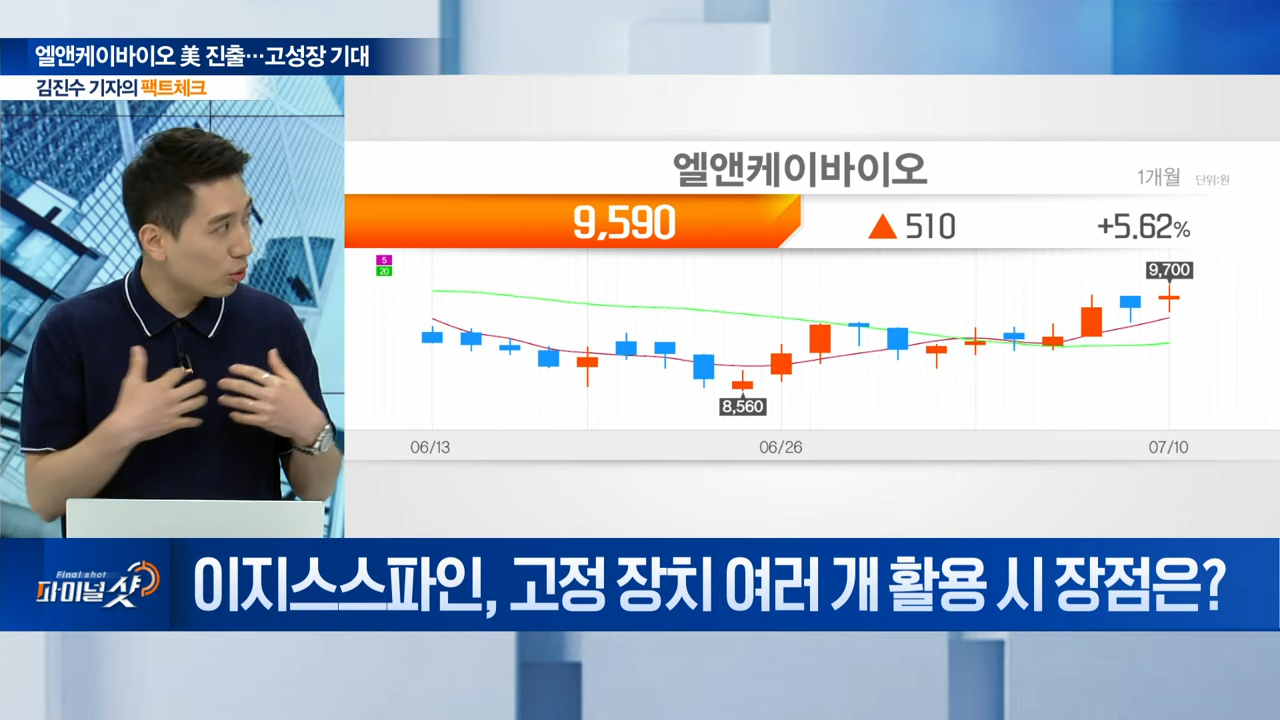 엘앤케이바이오 美 진출…고성장 기대
김진수 기자의 팩트체크
엘앤케이바이오
1개월 단위:원
9,590 ▲ 510 +5.62%
5
20
9,700
8,560
06/13 06/26 07/10
Final shot
파이널샷
이지스스파인, 고정 장치 여러 개 활용 시 장점은?